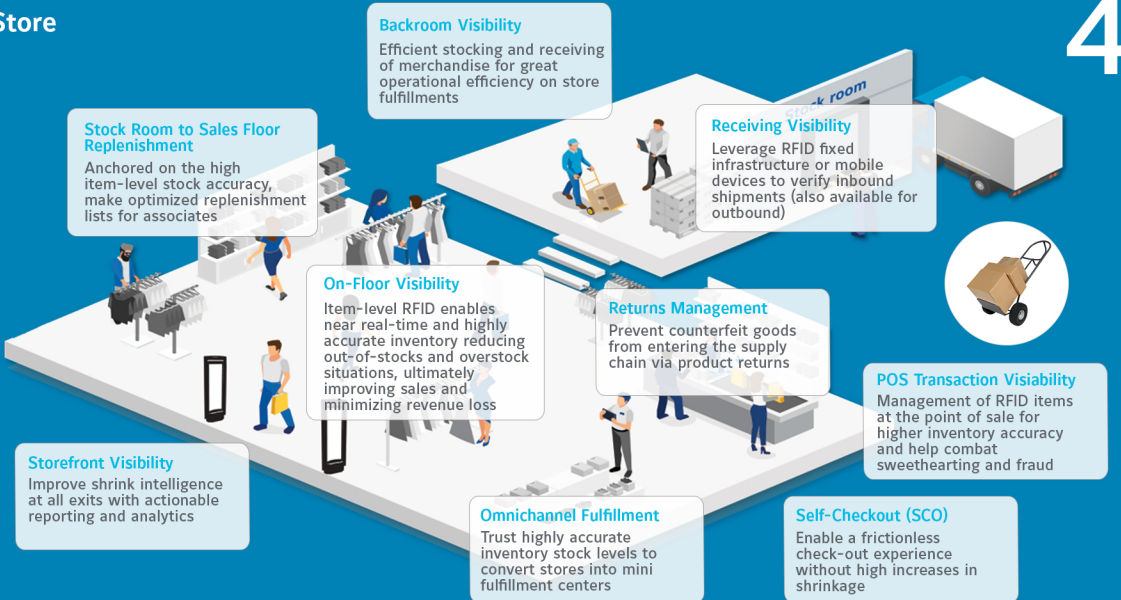 Store
4
Backroom Visibility
Efficient stocking and receiving
of merchandise for great
operational efficiency on store
fulfillments
Stock room
Stock Room to Sales Floor
Replenishment
Anchored on the high
item-level stock accuracy,
make optimized replenishment
lists for associates
Receiving Visibility
Leverage RFID fixed
infrastructure or mobile
devices to verify inbound
shipments (also available for
outbound)
On-Floor Visibility
Item-level RFID enables
near real-time and highly
accurate inventory reducing
out-of-stocks and overstock
situations, ultimately
improving sales and
minimizing revenue loss
Returns Management
Prevent counterfeit goods
from entering the supply
chain via product returns
POS Transaction Visiability
Management of RFID items
at the point of sale for
higher inventory accuracy
and help combat
sweethearting and fraud
Storefront Visibility
Improve shrink intelligence
at all exits with actionable
reporting and analytics
Omnichannel Fulfillment
Trust highly accurate
inventory stock levels to
convert stores into mini
fulfillment centers
Self-Checkout (SCO)
Enable a frictionless
check-out experience
without high increases in
shrinkage